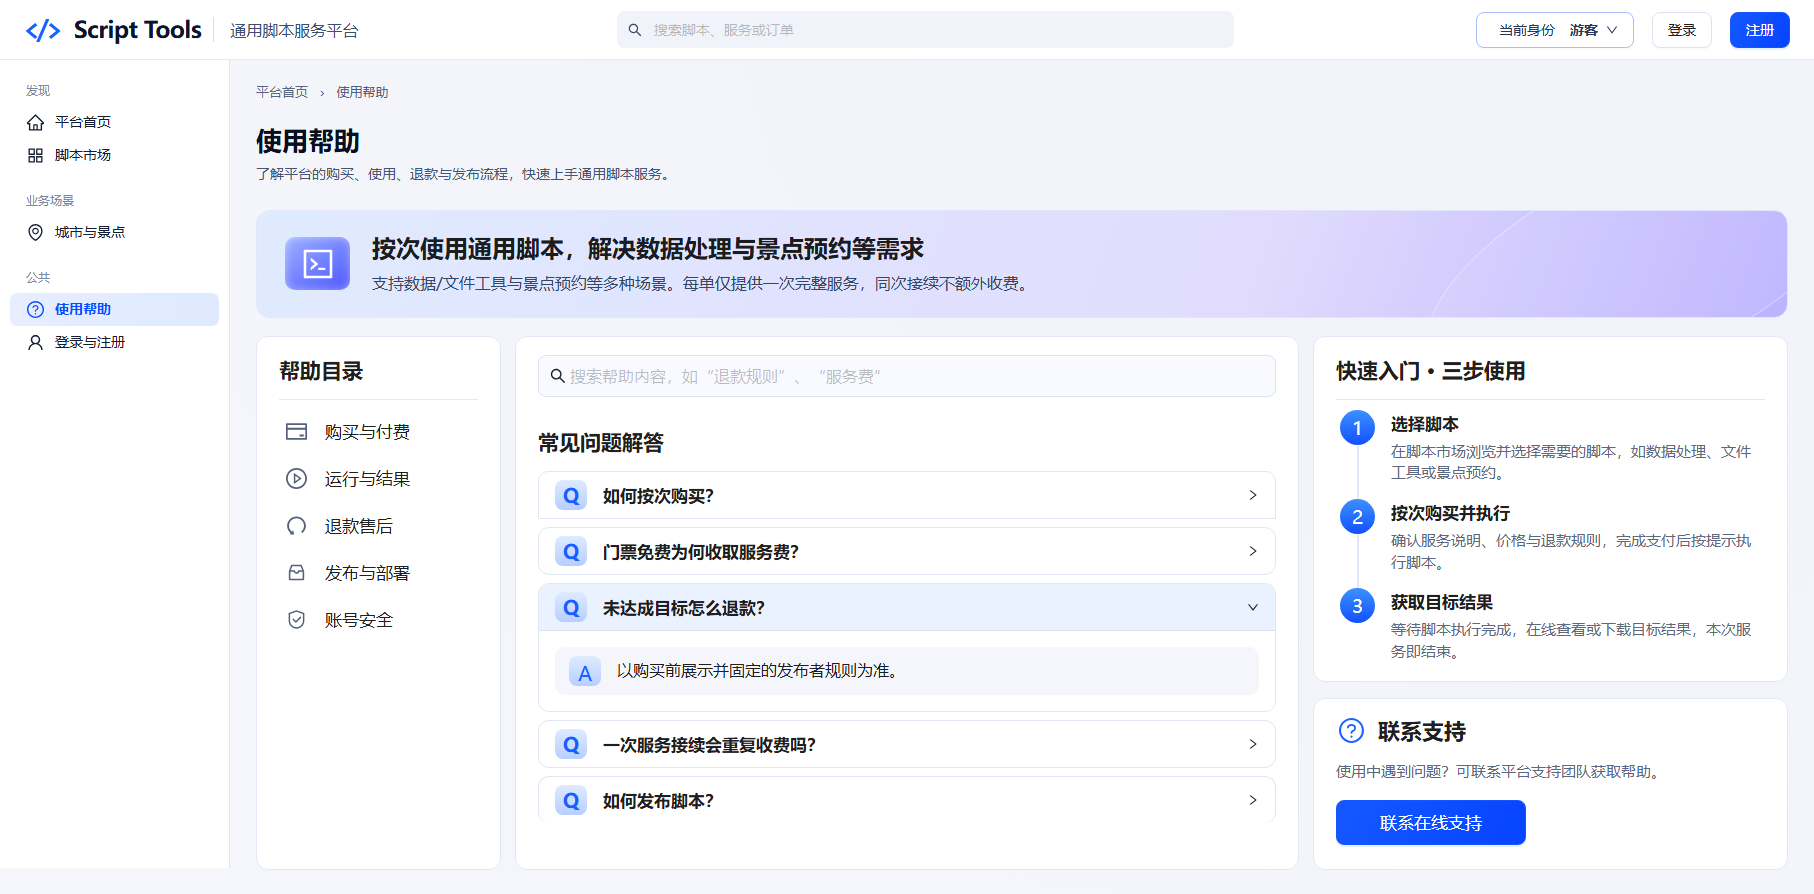 Script Tools 通用脚本服务平台 搜索脚本、服务或订单 当前身份 游客 登录 注册
发现
平台首页
脚本市场
业务场景
城市与景点
公共
使用帮助
登录与注册
平台首页 › 使用帮助
使用帮助
了解平台的购买、使用、退款与发布流程，快速上手通用脚本服务。
按次使用通用脚本，解决数据处理与景点预约等需求
支持数据/文件工具与景点预约等多种场景。每单仅提供一次完整服务，同次接续不额外收费。
帮助目录
购买与付费
运行与结果
退款售后
发布与部署
账号安全
搜索帮助内容，如“退款规则”、“服务费”
常见问题解答
Q 如何按次购买？
Q 门票免费为何收取服务费？
Q 未达成目标怎么退款？
A 以购买前展示并固定的发布者规则为准。
Q 一次服务接续会重复收费吗？
Q 如何发布脚本？
快速入门 · 三步使用
1 选择脚本
在脚本市场浏览并选择需要的脚本，如数据处理、文件
工具或景点预约。
2 按次购买并执行
确认服务说明、价格与退款规则，完成支付后按提示执
行脚本。
3 获取目标结果
等待脚本执行完成，在线查看或下载目标结果，本次服
务即结束。
联系支持
使用中遇到问题？可联系平台支持团队获取帮助。
联系在线支持